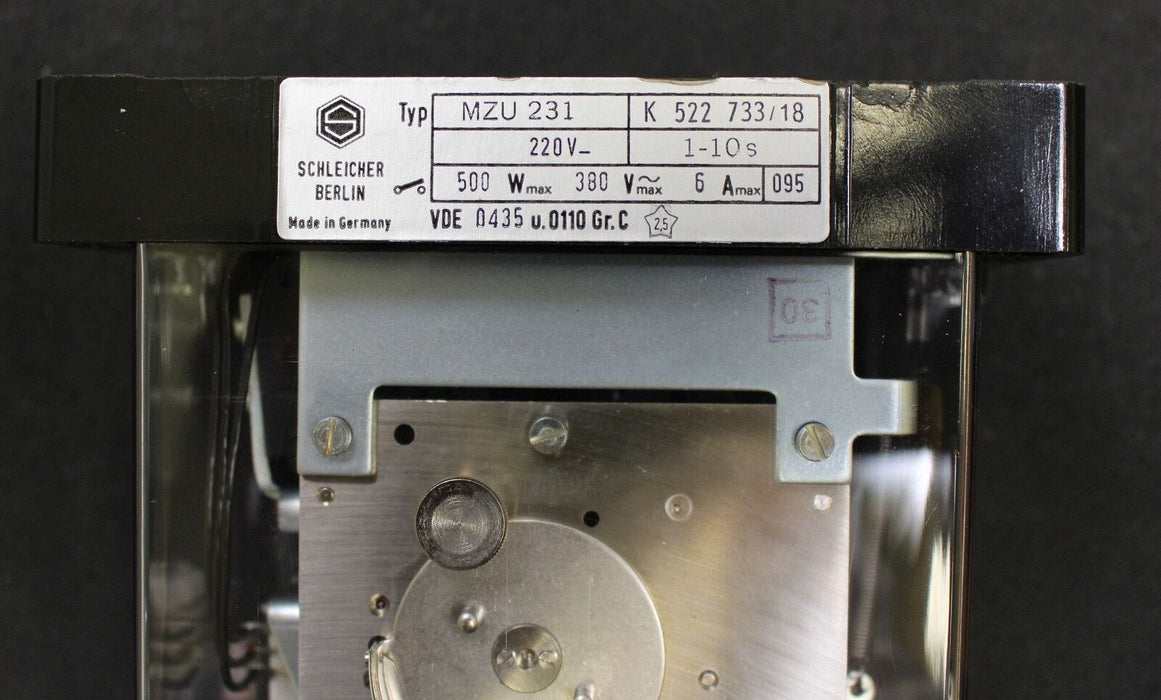 Typ MZU 231 K 522 733/18
220V– 1-10s
SCHLEICHER
BERLIN
500 Wmax 380 V≂max 6 Amax 095
Made in Germany
VDE 0435 u.0110 Gr.C 2,5
30